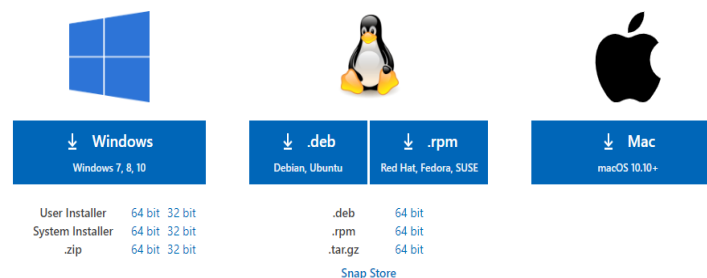 Windows
Windows 7, 8, 10
.deb
Debian, Ubuntu
.rpm
Red Hat, Fedora, SUSE
Mac
macOS 10.10+
User Installer 64 bit 32 bit
System Installer 64 bit 32 bit
.zip 64 bit 32 bit
.deb 64 bit
.rpm 64 bit
.tar.gz 64 bit
Snap Store